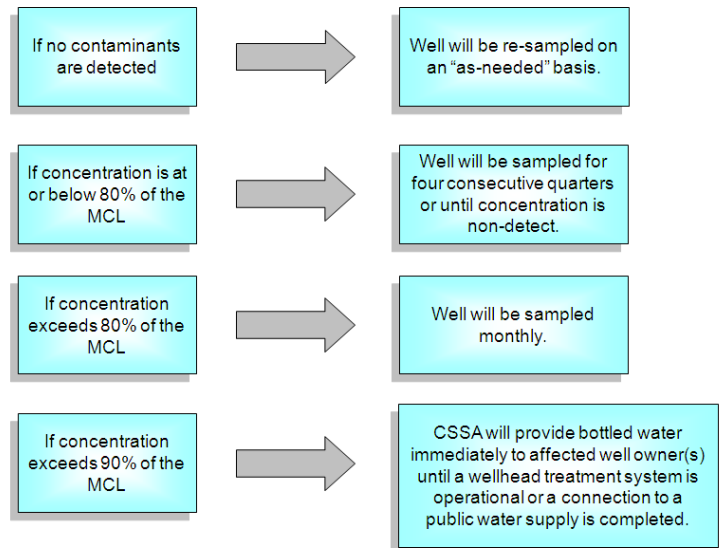 If no contaminants
are detected
Well will be re-sampled on
an “as-needed” basis.
If concentration is at
or below 80% of the
MCL
Well will be sampled for
four consecutive quarters
or until concentration is
non-detect.
If concentration
exceeds 80% of the
MCL
Well will be sampled
monthly.
If concentration
exceeds 90% of the
MCL
CSSA will provide bottled water
immediately to affected well owner(s)
until a wellhead treatment system is
operational or a connection to a
public water supply is completed.